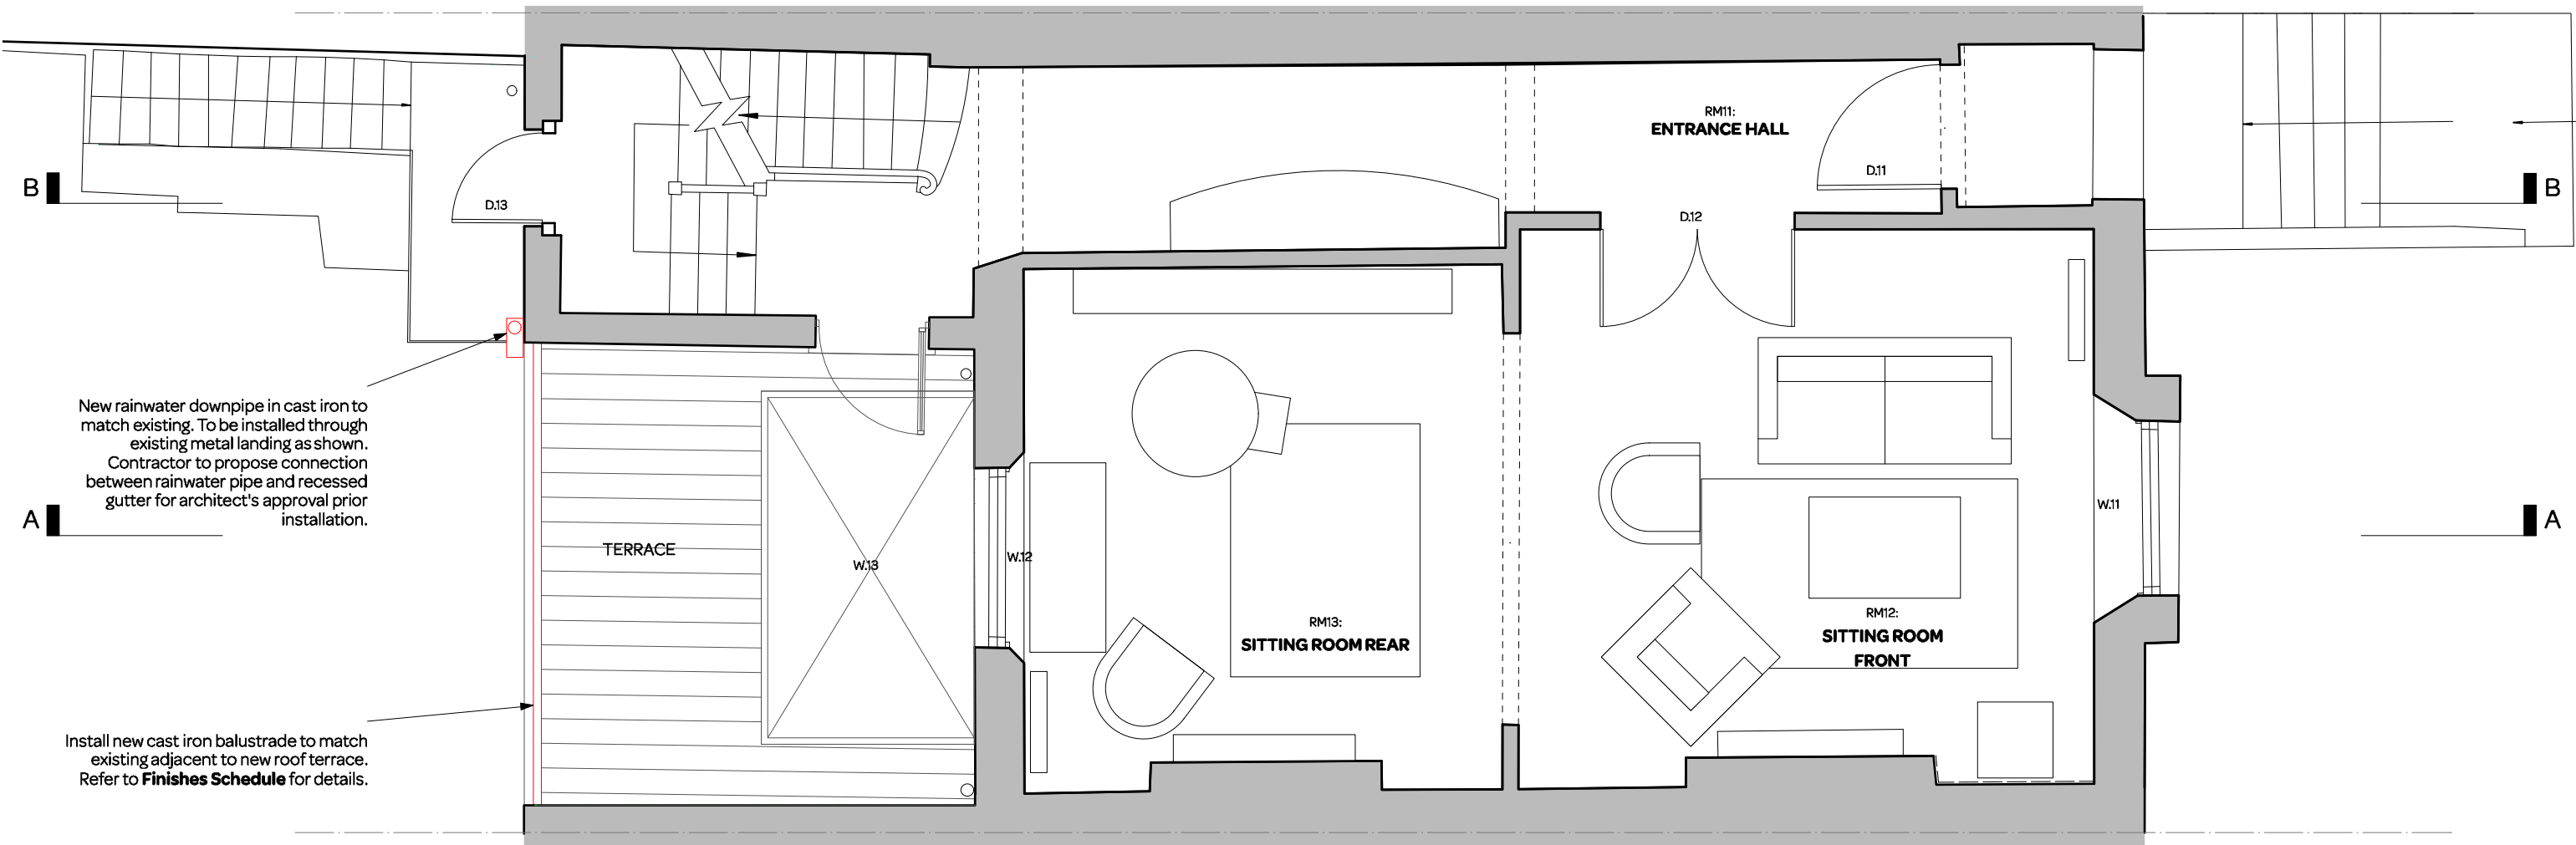 RM11:
ENTRANCE HALL
D.11
B
D.13
B
D.12
New rainwater downpipe in cast iron to
match existing. To be installed through
existing metal landing as shown.
Contractor to propose connection
between rainwater pipe and recessed
gutter for architect's approval prior
installation.
A
W.11
A
TERRACE
W.12
W.13
RM13:
SITTING ROOM REAR
RM12:
SITTING ROOM
FRONT
Install new cast iron balustrade to match
existing adjacent to new roof terrace.
Refer to Finishes Schedule for details.